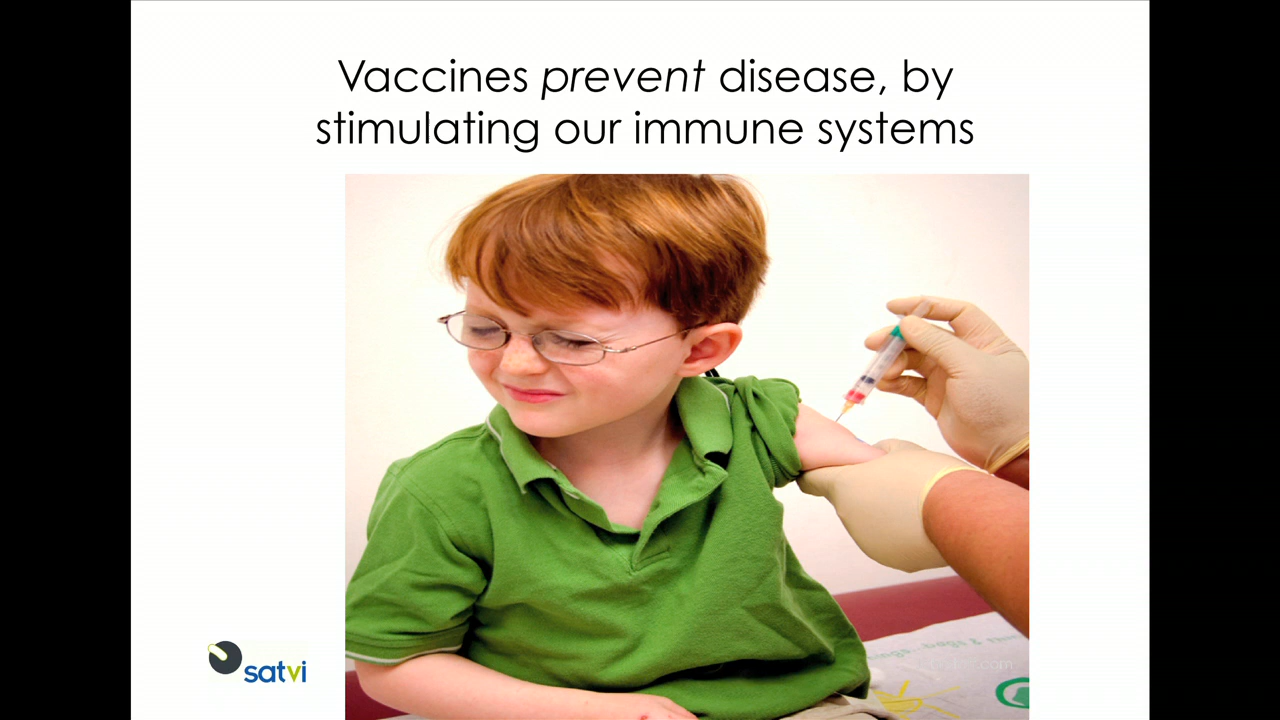 Vaccines prevent disease, by
stimulating our immune systems
satvi